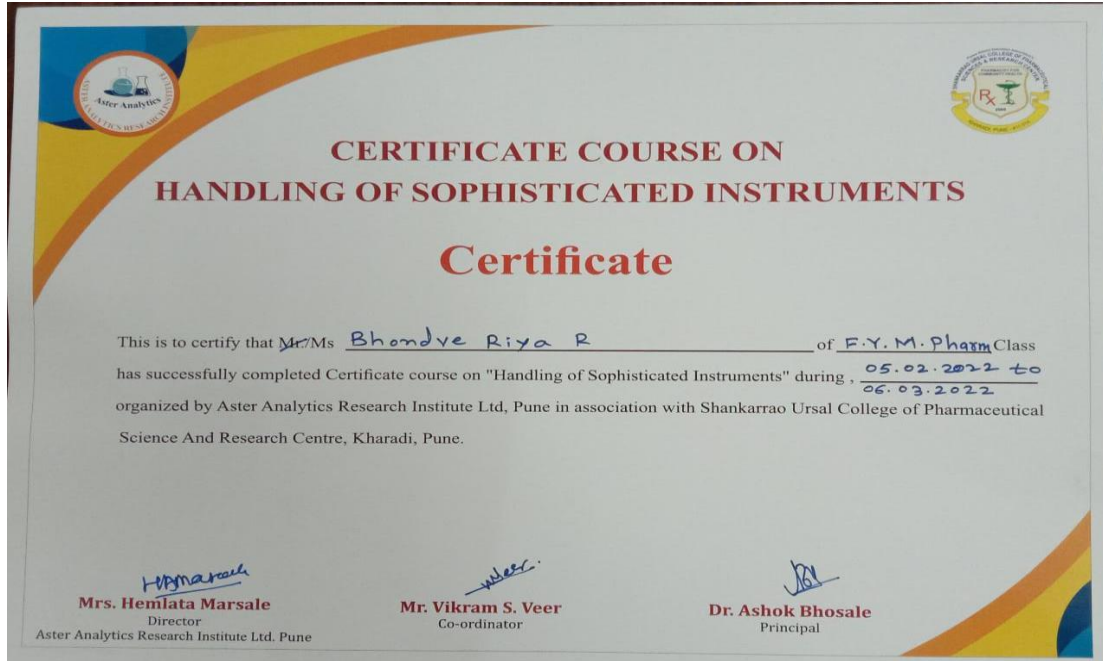 Aster Analytics
CERTIFICATE COURSE ON
HANDLING OF SOPHISTICATED INSTRUMENTS
Certificate
This is to certify that Mr./Ms Bhondve Riya R of F.Y.M.Pharm Class
has successfully completed Certificate course on "Handling of Sophisticated Instruments" during , 05.02.2022 to
06.03.2022
organized by Aster Analytics Research Institute Ltd, Pune in association with Shankarrao Ursal College of Pharmaceutical
Science And Research Centre, Kharadi, Pune.
Mrs. Hemlata Marsale
Director
Aster Analytics Research Institute Ltd. Pune
Mr. Vikram S. Veer
Co-ordinator
Dr. Ashok Bhosale
Principal